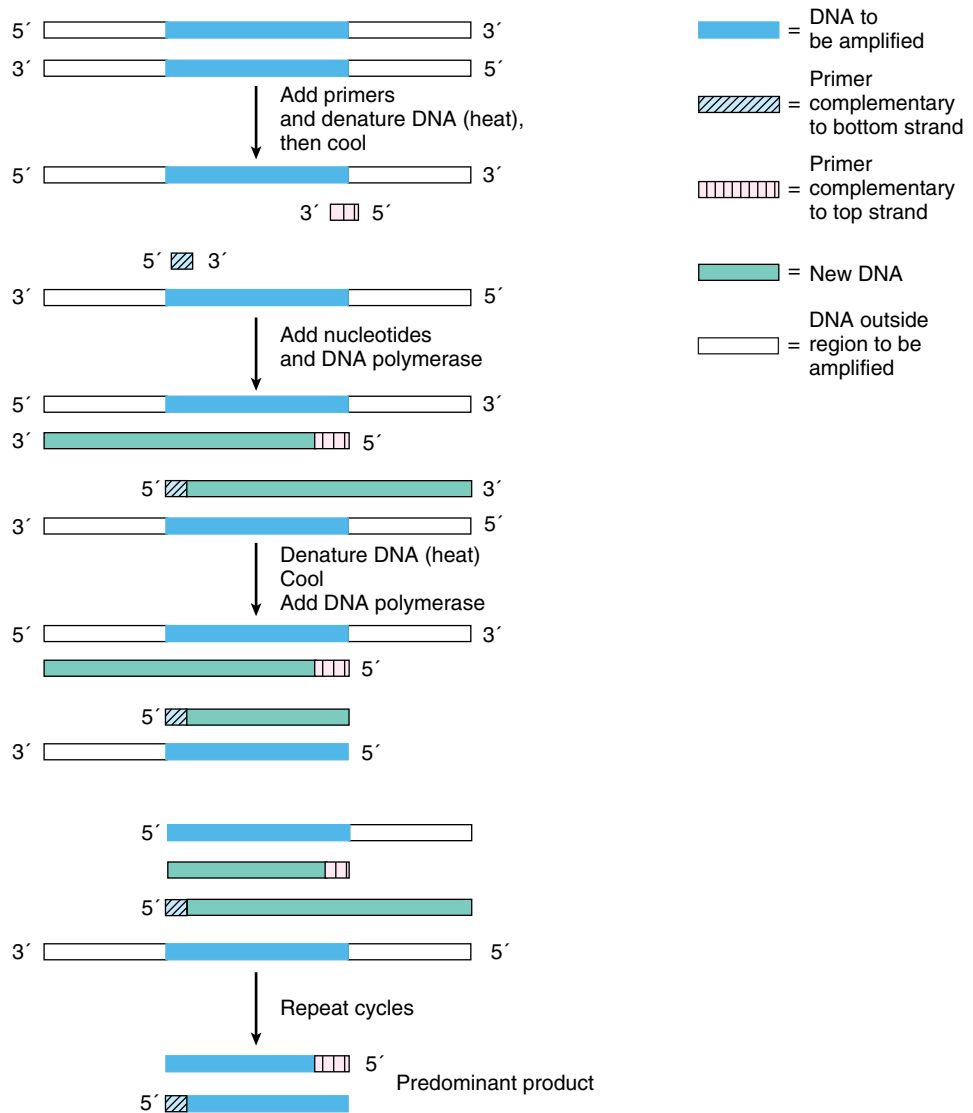 5´ 3´
3´ 5´
Add primers
and denature DNA (heat),
then cool
5´ 3´
3´ 5´
5´ 3´
3´ 5´
Add nucleotides
and DNA polymerase
5´ 3´
3´ 5´
5´ 3´
3´ 5´
Denature DNA (heat)
Cool
Add DNA polymerase
5´ 3´
5´
5´
3´ 5´
5´
5´
3´ 5´
Repeat cycles
5´
Predominant product
5´
= DNA to
be amplified
Primer
= complementary
to bottom strand
Primer
= complementary
to top strand
= New DNA
DNA outside
= region to be
amplified